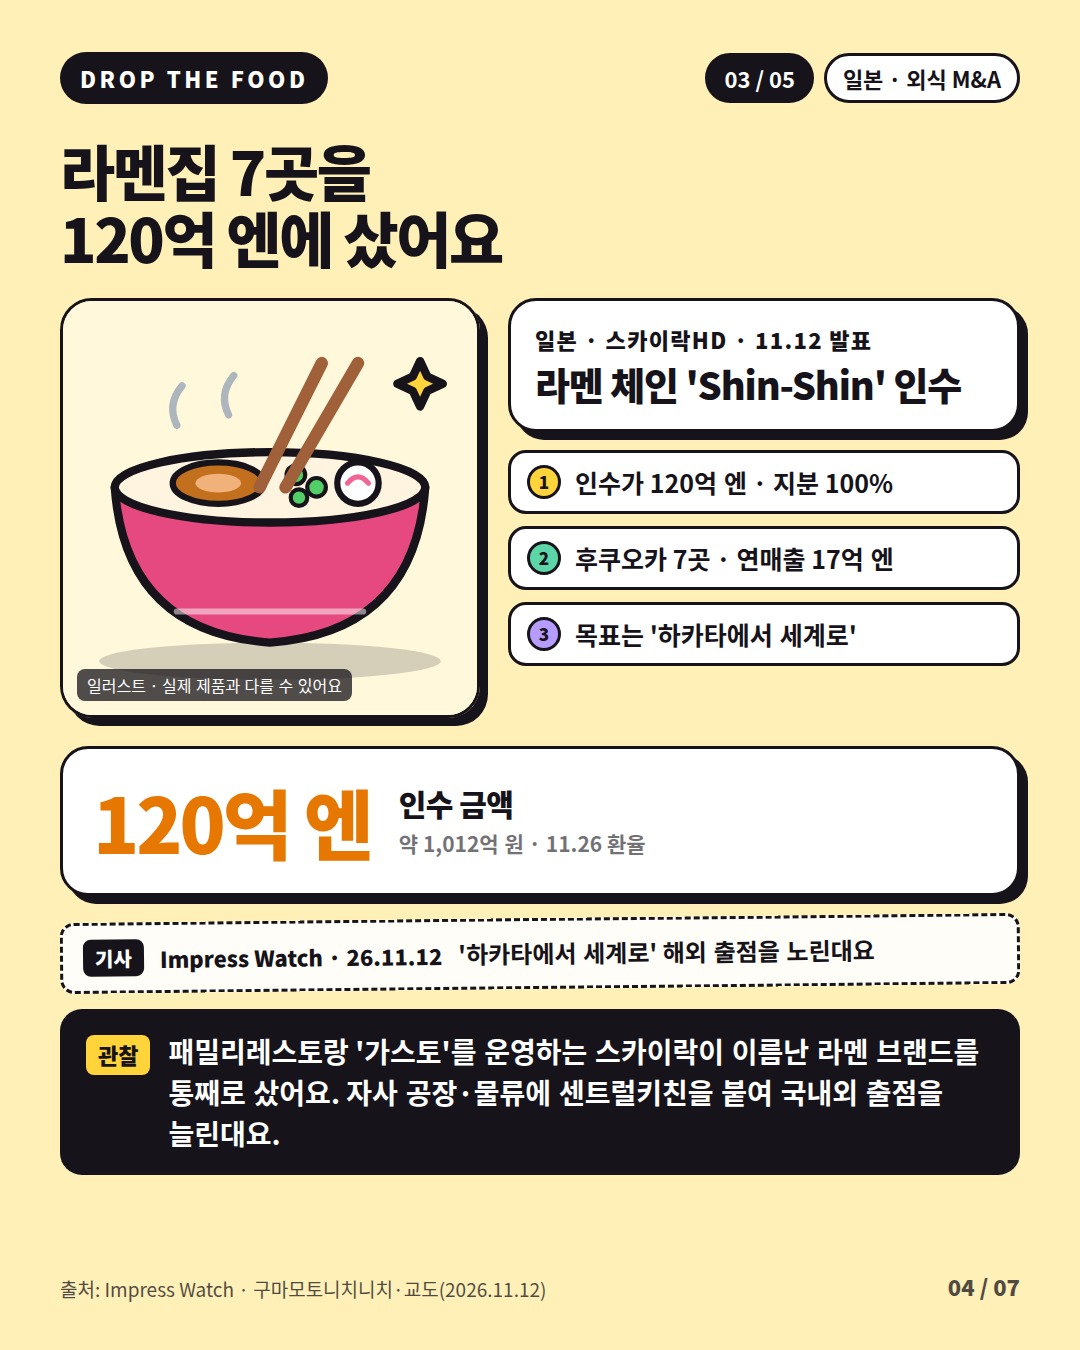 DROP THE FOOD
03 / 05
일본 · 외식 M&A
라멘집 7곳을
120억 엔에 샀어요
일본 · 스카이락HD · 11.12 발표
라멘 체인 'Shin-Shin' 인수
1 인수가 120억 엔 · 지분 100%
2 후쿠오카 7곳 · 연매출 17억 엔
3 목표는 '하카타에서 세계로'
일러스트 · 실제 제품과 다를 수 있어요
120억 엔
인수 금액
약 1,012억 원 · 11.26 환율
기사 Impress Watch · 26.11.12 '하카타에서 세계로' 해외 출점을 노린대요
관찰 패밀리레스토랑 '가스토'를 운영하는 스카이락이 이름난 라멘 브랜드를
통째로 샀어요. 자사 공장·물류에 센트럴키친을 붙여 국내외 출점을
늘린대요.
출처: Impress Watch · 구마모토니치니치·교도(2026.11.12)
04 / 07